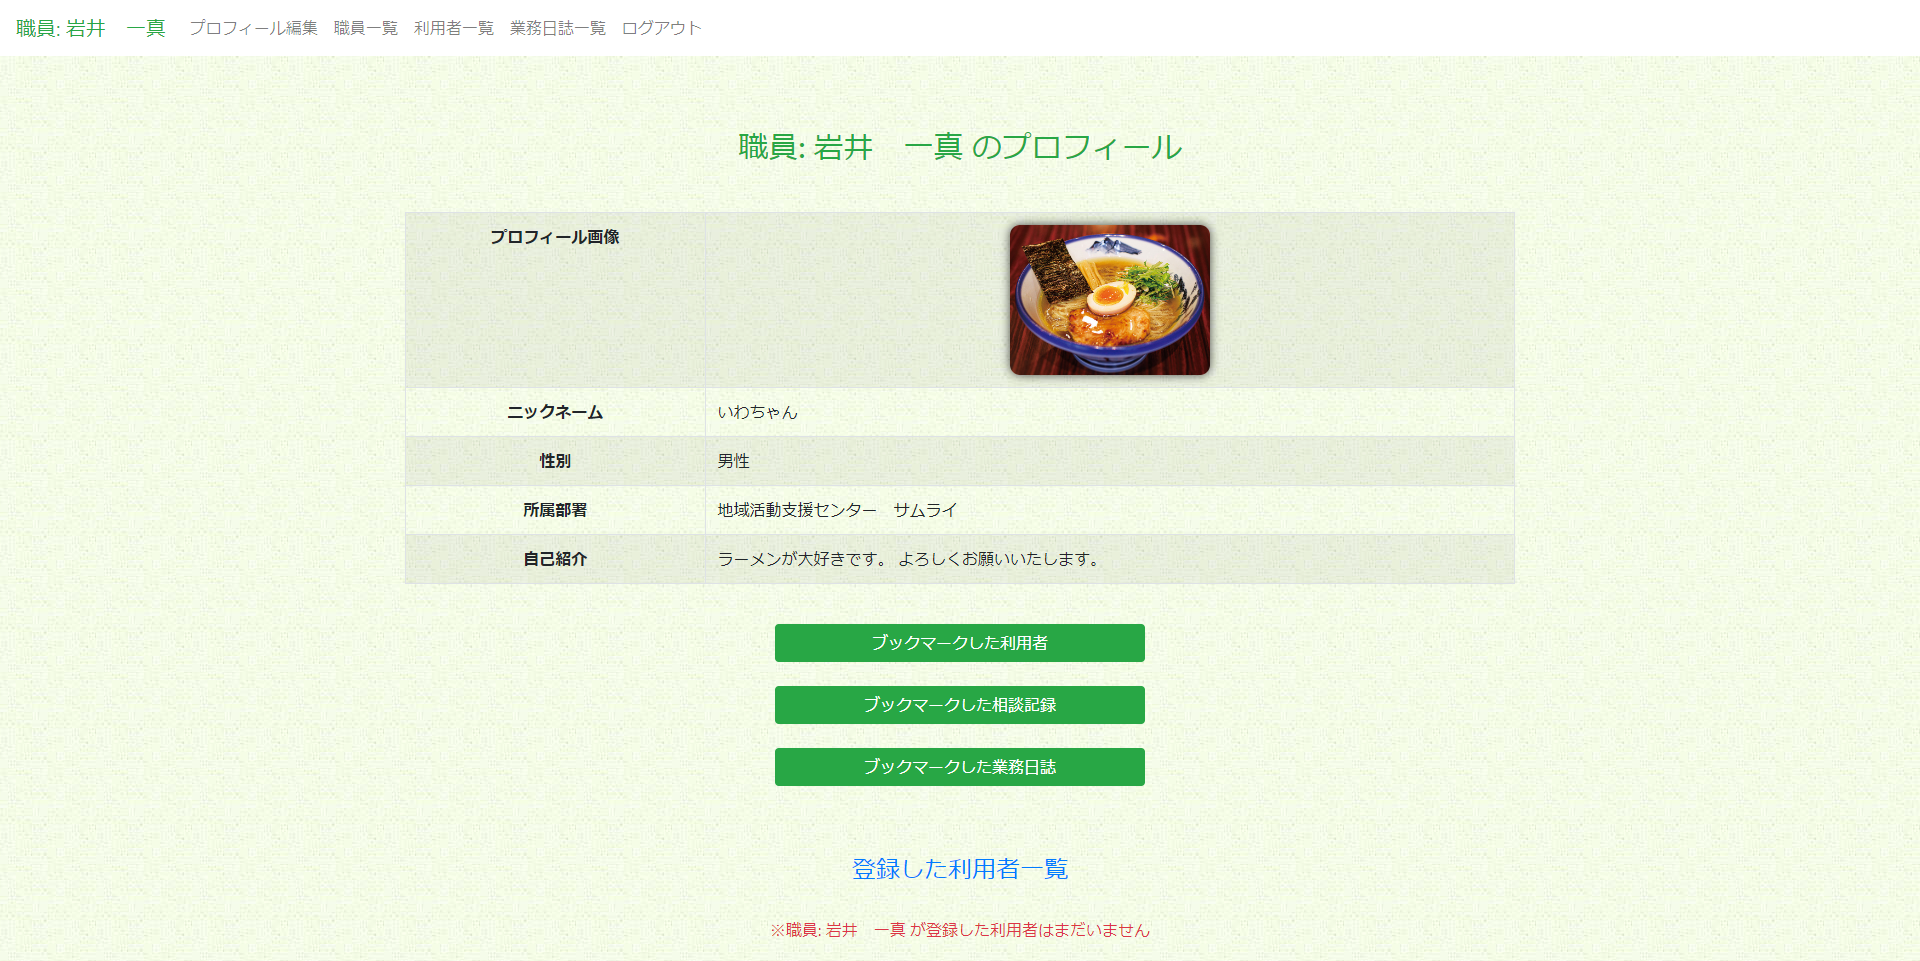 職員: 岩井　一真 プロフィール編集 職員一覧 利用者一覧 業務日誌一覧 ログアウト
職員: 岩井　一真 のプロフィール
プロフィール画像
ニックネーム いわちゃん
性別 男性
所属部署 地域活動支援センター　サムライ
自己紹介 ラーメンが大好きです。 よろしくお願いいたします。
ブックマークした利用者
ブックマークした相談記録
ブックマークした業務日誌
登録した利用者一覧
※職員: 岩井　一真 が登録した利用者はまだいません